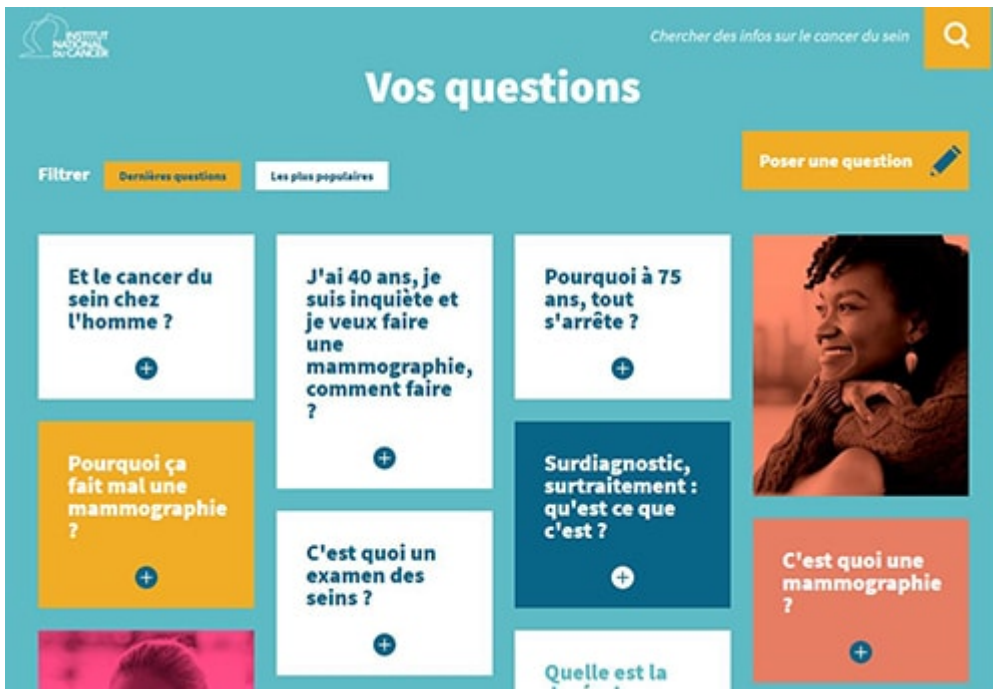 INSTITUT
NATIONAL
DU CANCER
Chercher des infos sur le cancer du sein
Vos questions
Filtrer
Dernières questions
Les plus populaires
Poser une question
Et le cancer du
sein chez
l'homme ?
J'ai 40 ans, je
suis inquiète et
je veux faire
une
mammographie,
comment faire
?
Pourquoi à 75
ans, tout
s'arrête ?
Pourquoi ça
fait mal une
mammographie
?
Surdiagnostic,
surtraitement :
qu'est ce que
c'est ?
C'est quoi un
examen des
seins ?
C'est quoi une
mammographie
?
Quelle est la